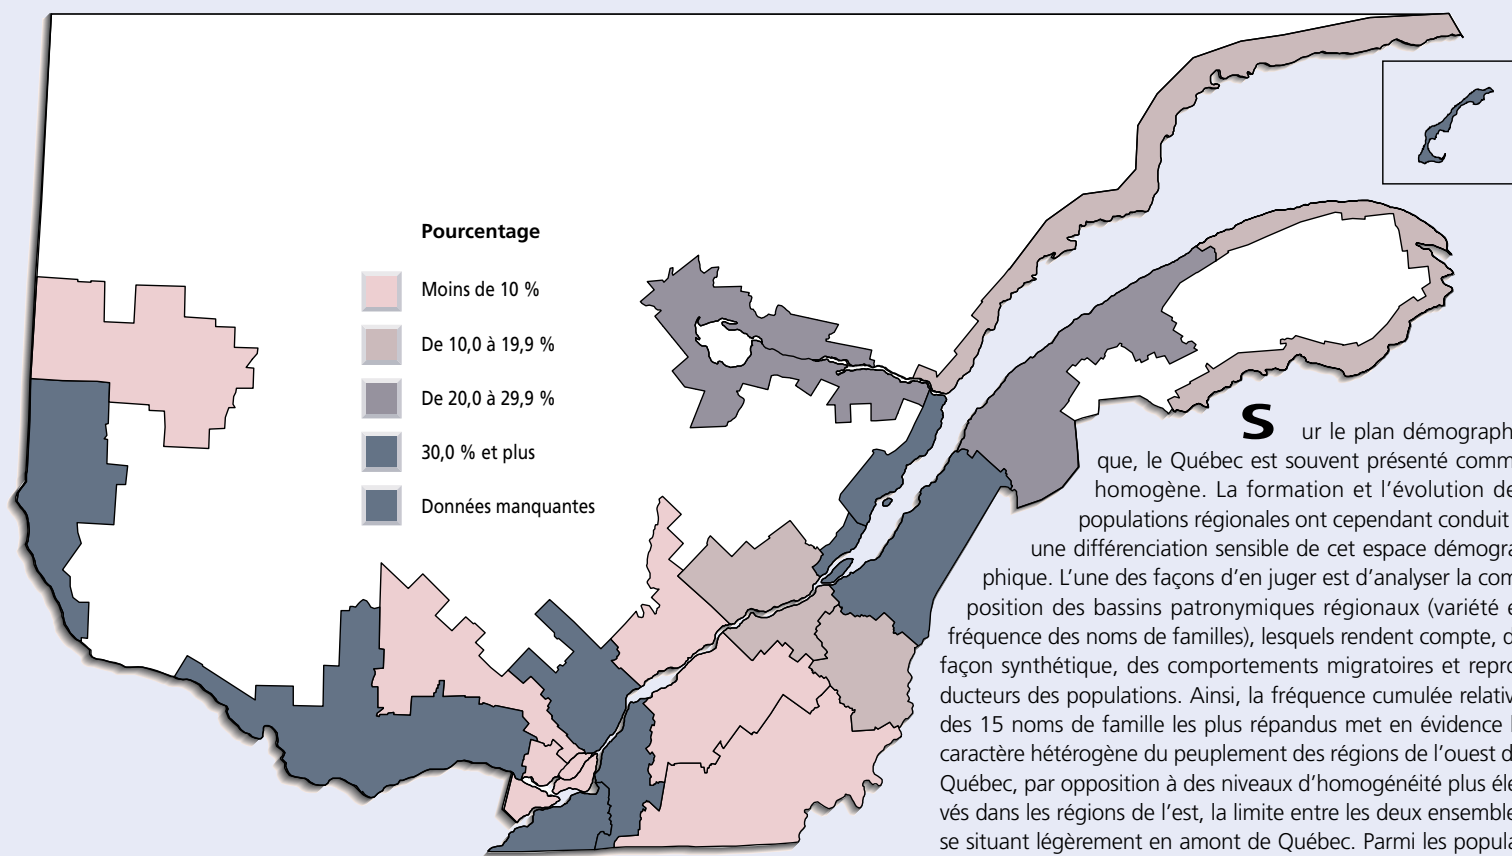 Pourcentage
Moins de 10 %
De 10,0 à 19,9 %
De 20,0 à 29,9 %
30,0 % et plus
Données manquantes
Sur le plan démographi
que, le Québec est souvent présenté comm
homogène. La formation et l'évolution de
populations régionales ont cependant conduit
une différenciation sensible de cet espace démogra
phique. L'une des façons d'en juger est d'analyser la com
position des bassins patronymiques régionaux (variété e
fréquence des noms de familles), lesquels rendent compte, d
façon synthétique, des comportements migratoires et repro
ducteurs des populations. Ainsi, la fréquence cumulée relativ
des 15 noms de famille les plus répandus met en évidence l
caractère hétérogène du peuplement des régions de l'ouest d
Québec, par opposition à des niveaux d'homogénéité plus éle
vés dans les régions de l'est, la limite entre les deux ensemble
se situant légèrement en amont de Québec. Parmi les popula